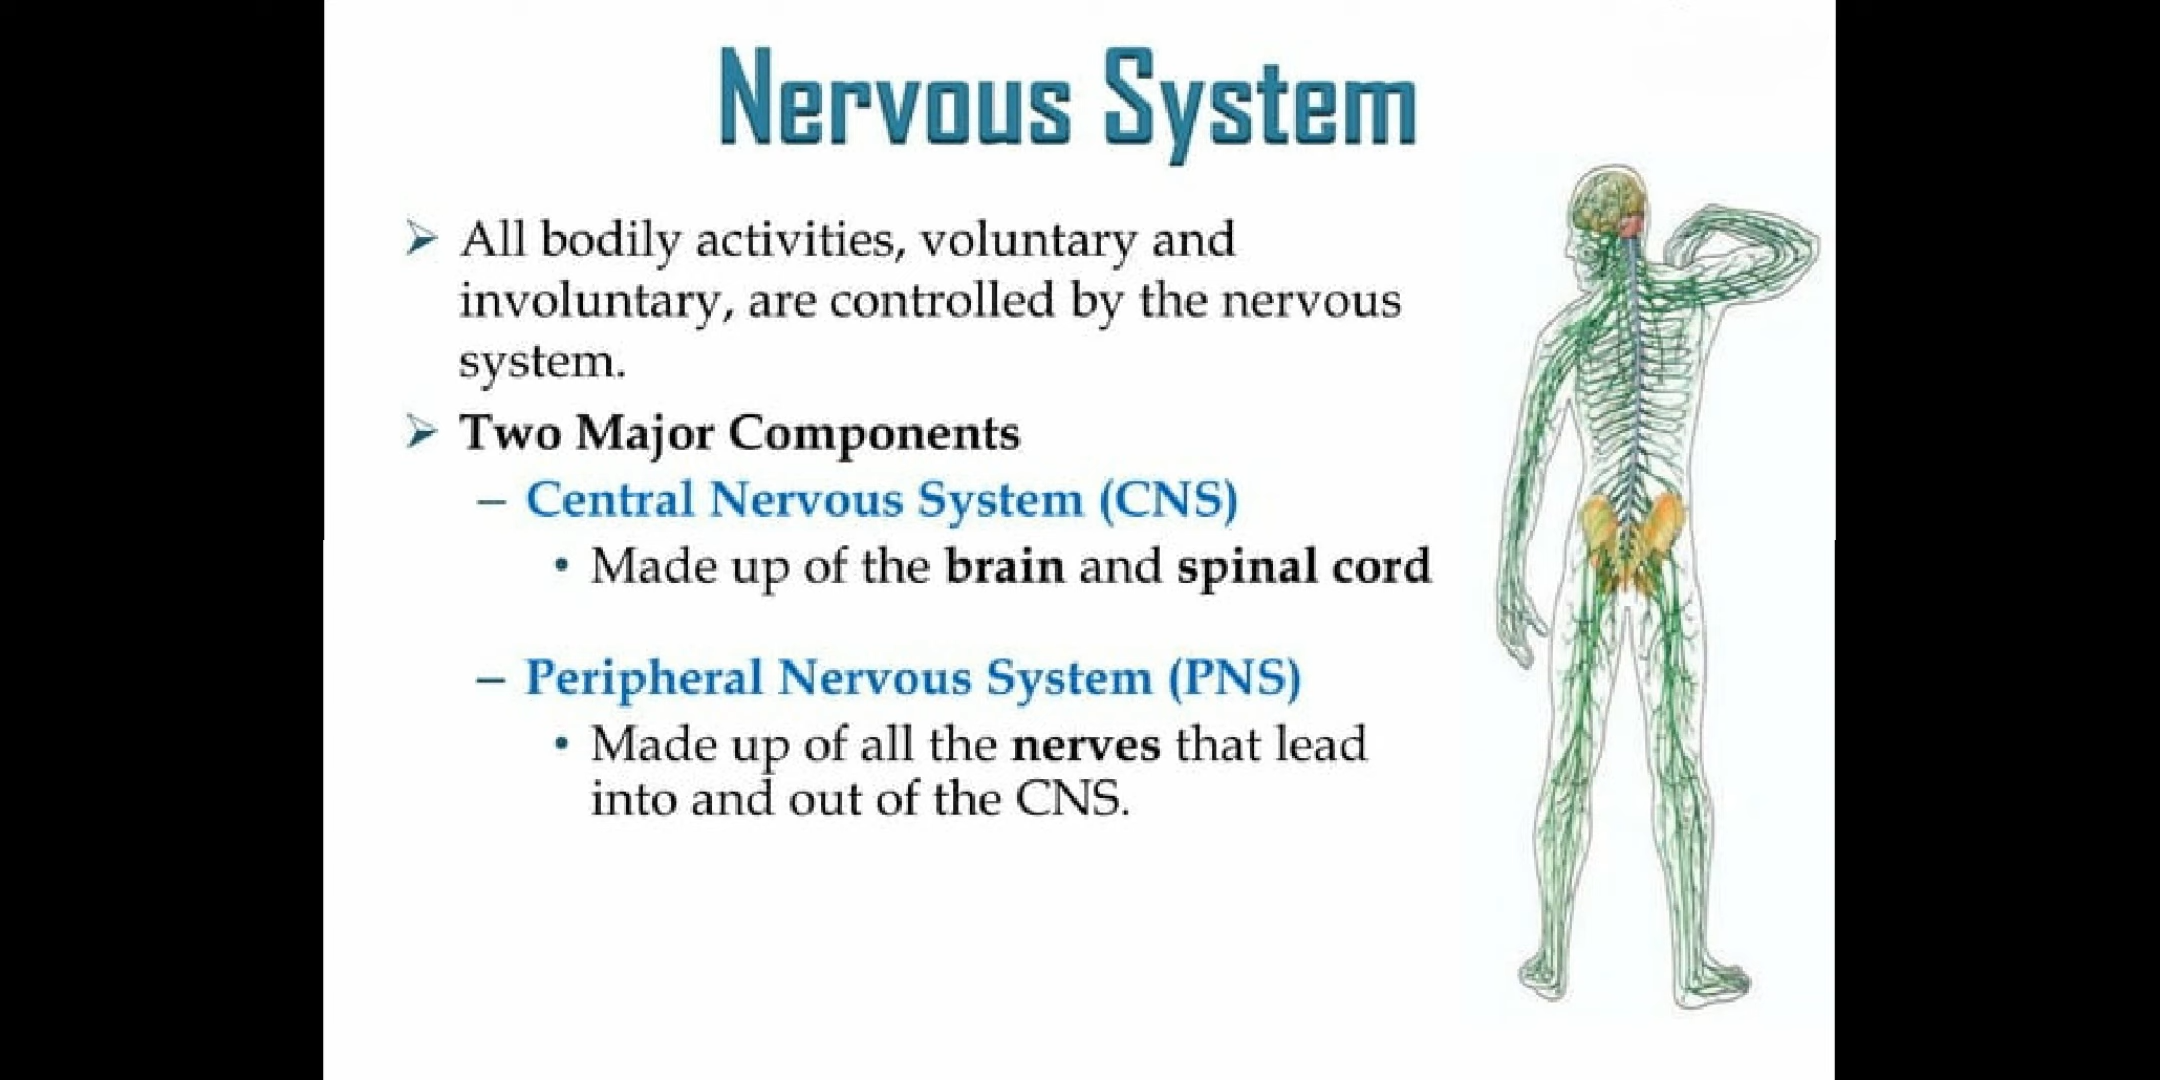 Nervous System
➢ All bodily activities, voluntary and
involuntary, are controlled by the nervous
system.
➢ Two Major Components
– Central Nervous System (CNS)
• Made up of the brain and spinal cord
– Peripheral Nervous System (PNS)
• Made up of all the nerves that lead
into and out of the CNS.